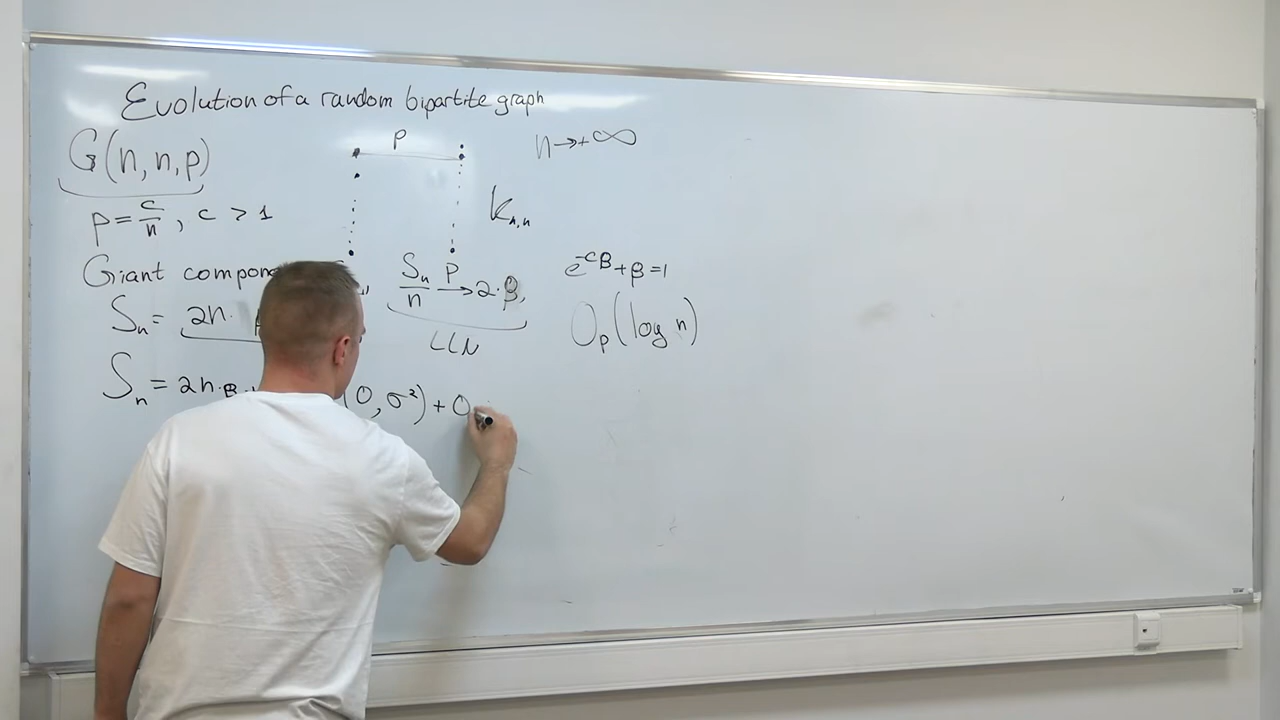 Evolution of a random bipartite graph
G(n, n, p)
p
n→+∞
p = c/n, c > 1
K_{n,n}
Giant
S_n/n →^P 2·β,
e^{-cβ}+β=1
S_n = 2n·
LLN
O_p(log n)
S_n = 2n·β
(0, σ²) + O